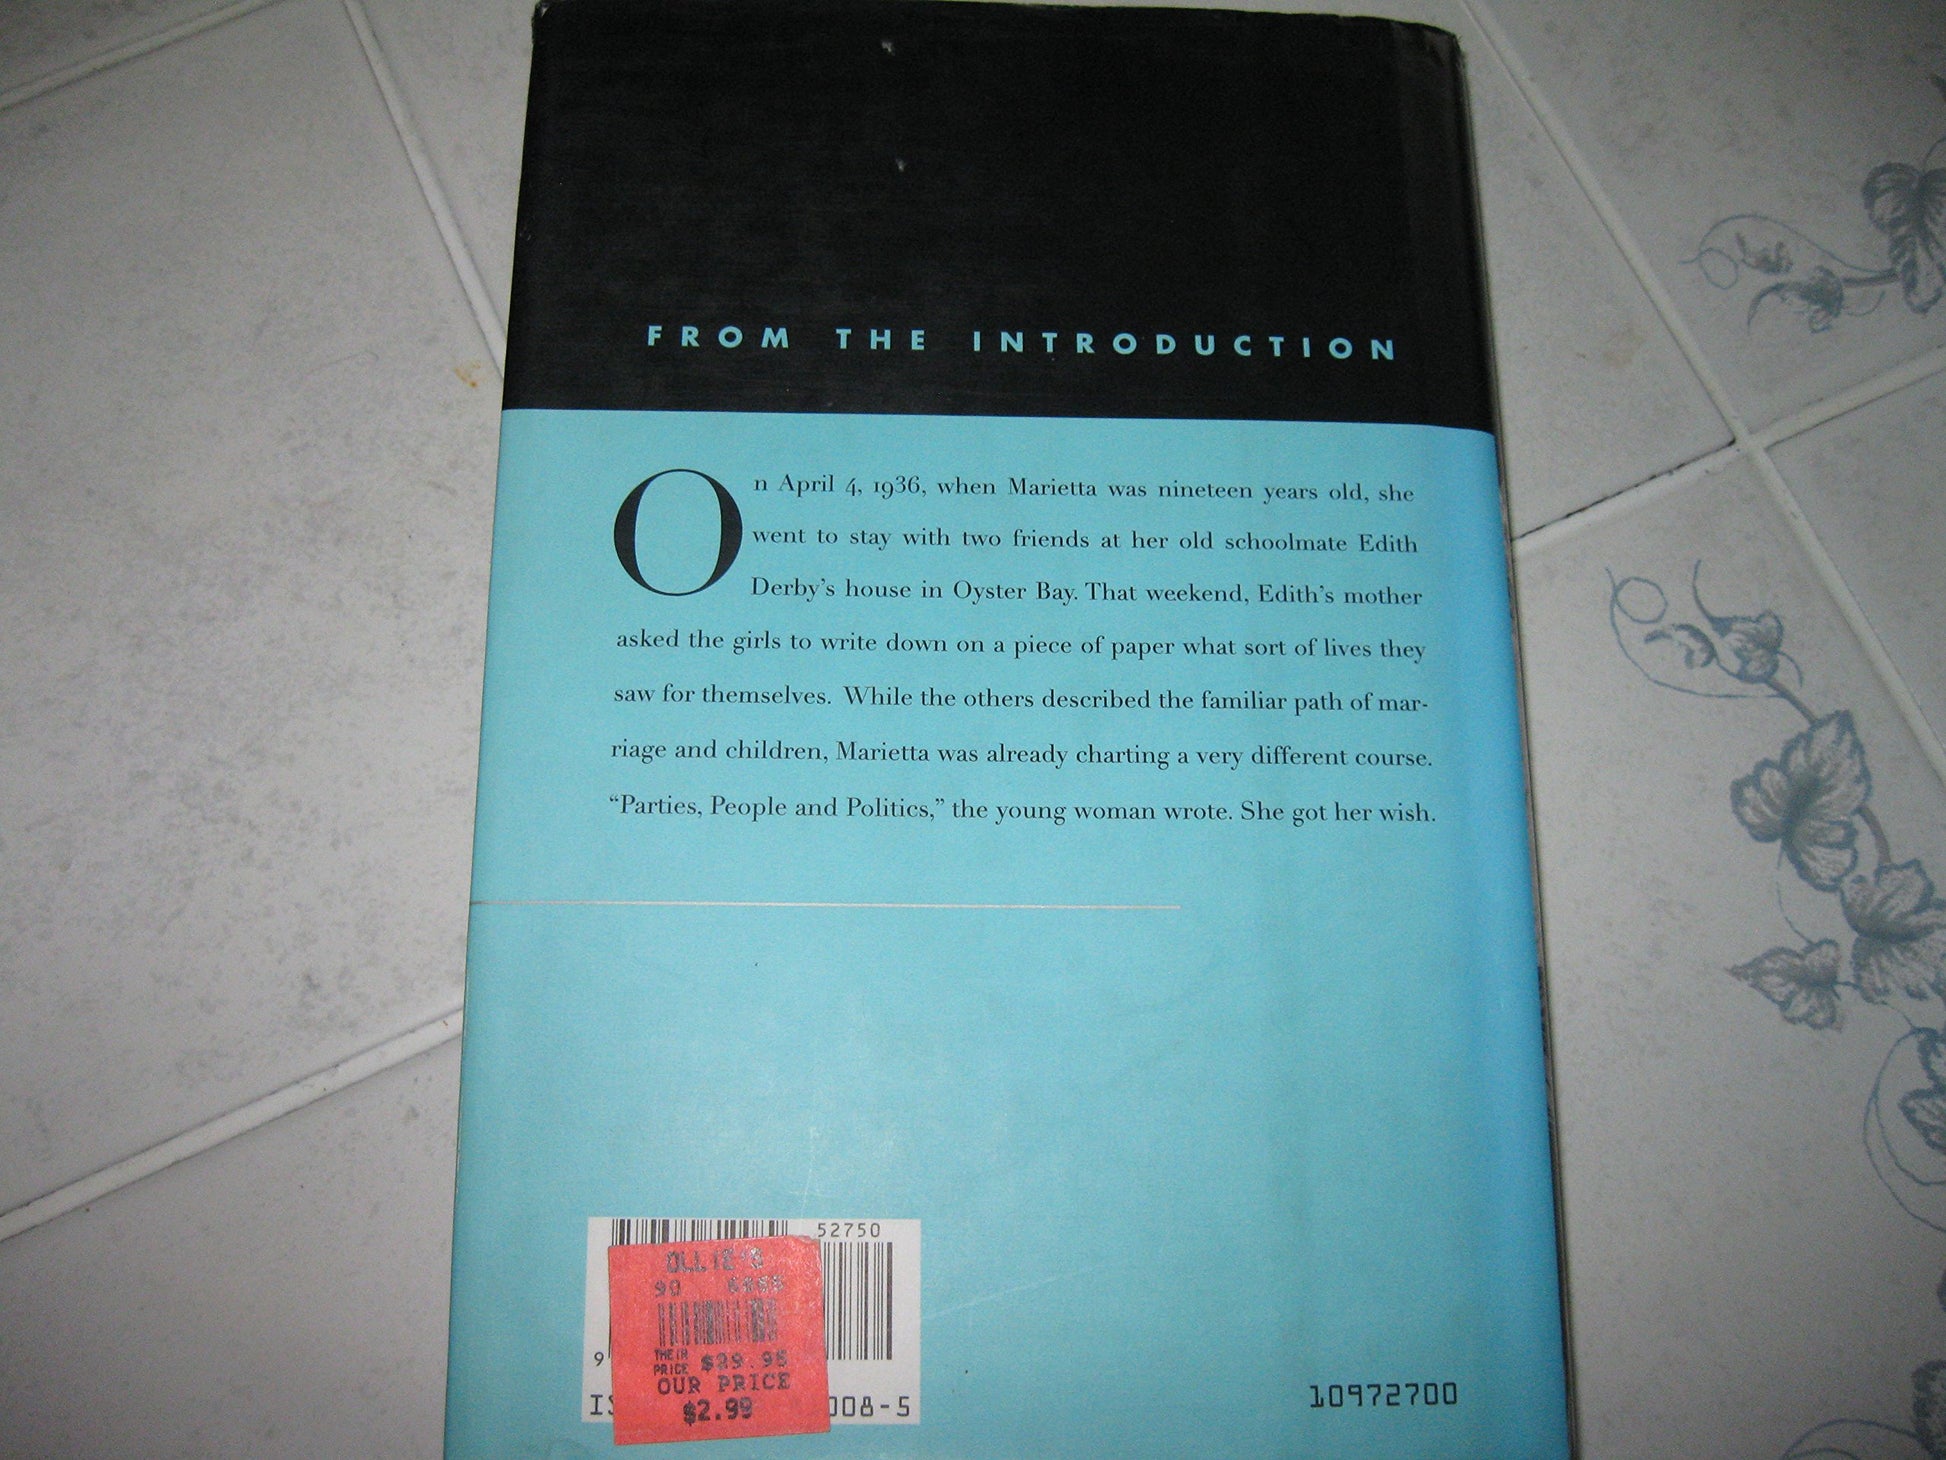 FROM THE INTRODUCTION
On April 4, 1936, when Marietta was nineteen years old, she
went to stay with two friends at her old schoolmate Edith
Derby's house in Oyster Bay. That weekend, Edith's mother
asked the girls to write down on a piece of paper what sort of lives they
saw for themselves. While the others described the familiar path of mar-
riage and children, Marietta was already charting a very different course.
“Parties, People and Politics,” the young woman wrote. She got her wish.
52750
OLLIE'S
90
THEIR
PRICE $29.95
OUR PRICE
$2.99
9
008-5
10972700